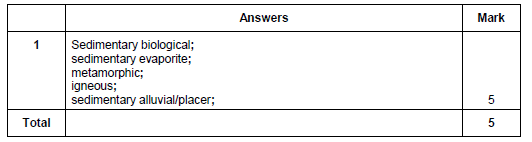 Answers Mark
1 Sedimentary biological;
sedimentary evaporite;
metamorphic;
igneous;
sedimentary alluvial/placer; 5
Total 5